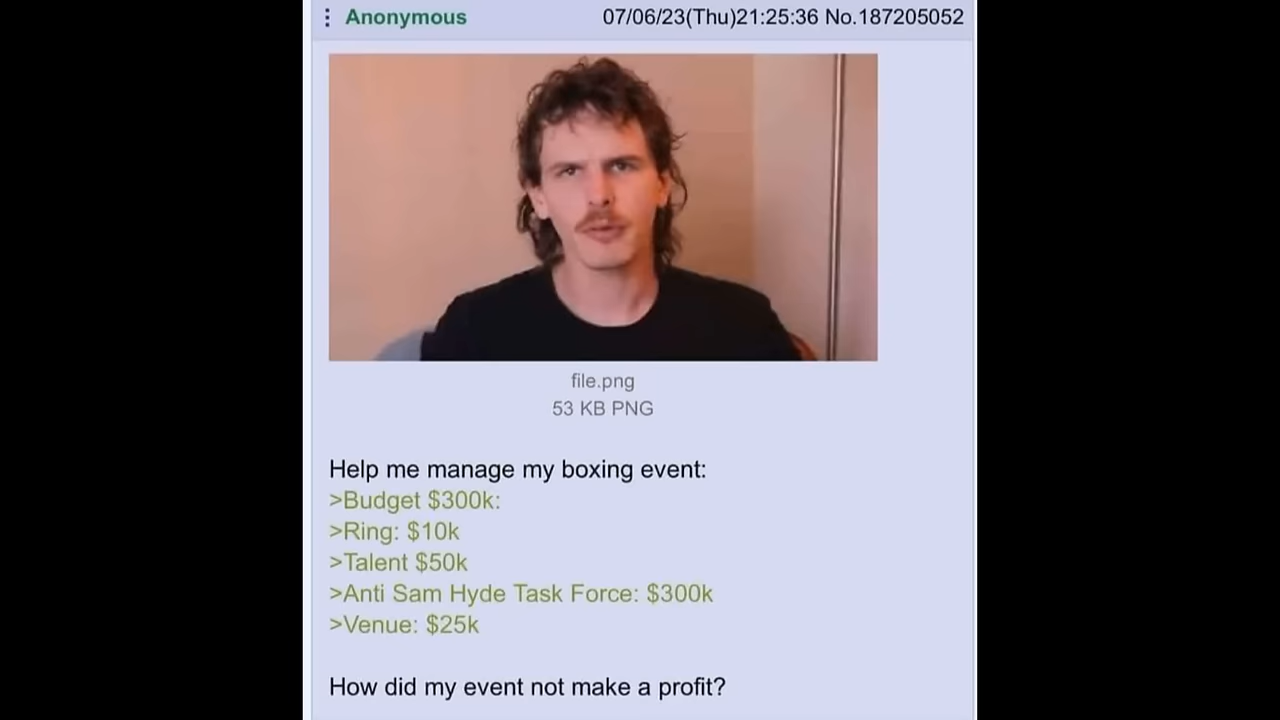 Anonymous 07/06/23(Thu)21:25:36 No.187205052
file.png
53 KB PNG
Help me manage my boxing event:
>Budget $300k:
>Ring: $10k
>Talent $50k
>Anti Sam Hyde Task Force: $300k
>Venue: $25k
How did my event not make a profit?